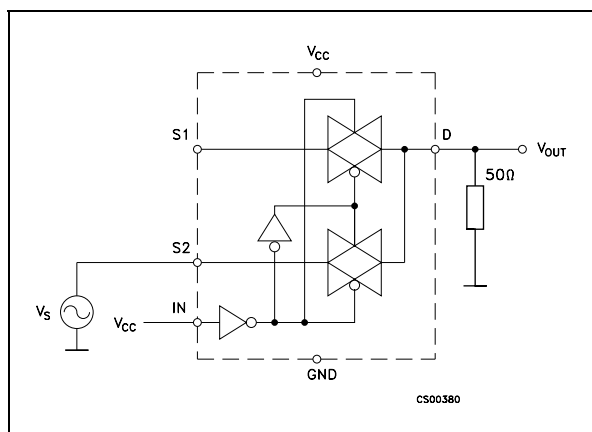 VCC
S1
D
VOUT
50Ω
S2
VS
VCC
IN
GND
CS00380